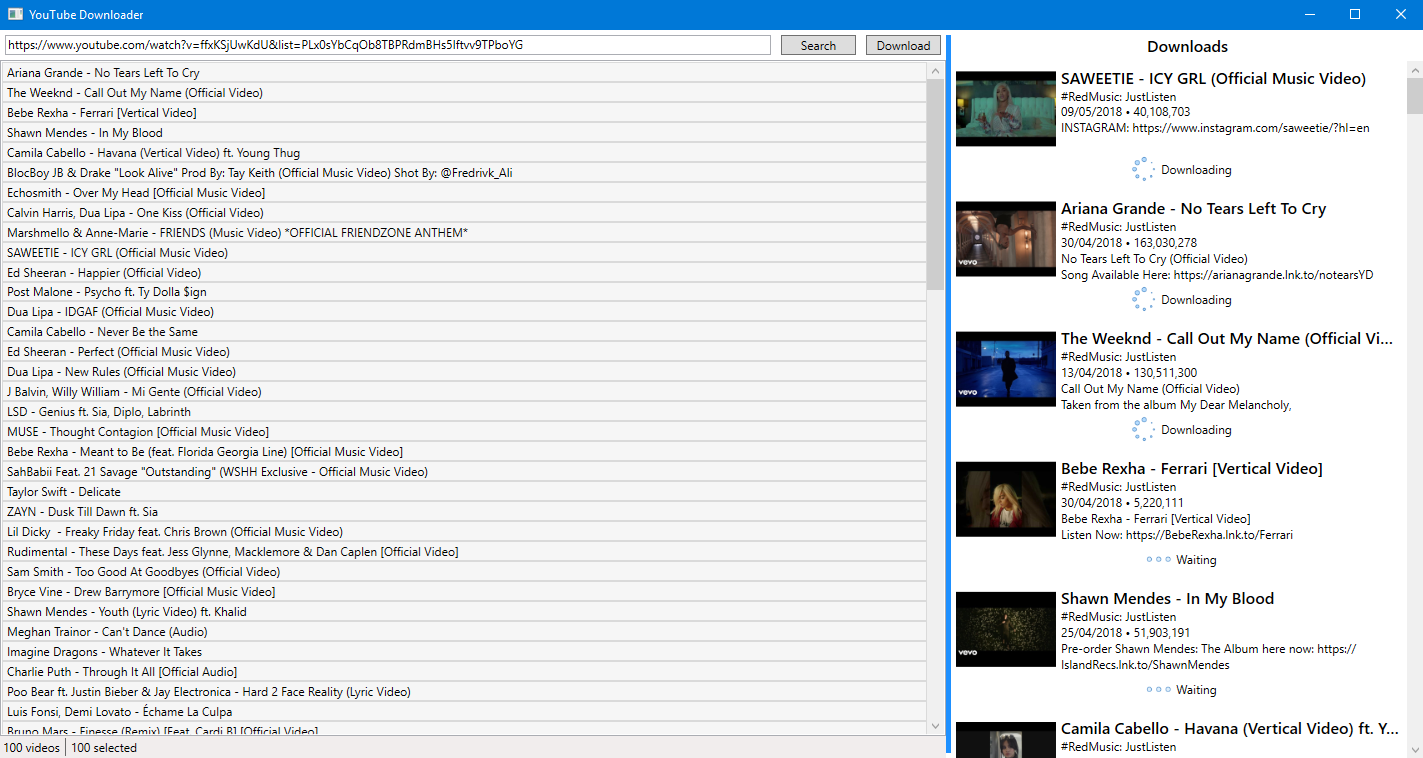 YouTube Downloader
https://www.youtube.com/watch?v=ffxKSjUwKdU&list=PLx0sYbCqOb8TBPRdmBHs5Iftvv9TPboYG
Search
Download
Ariana Grande - No Tears Left To Cry
The Weeknd - Call Out My Name (Official Video)
Bebe Rexha - Ferrari [Vertical Video]
Shawn Mendes - In My Blood
Camila Cabello - Havana (Vertical Video) ft. Young Thug
BlocBoy JB & Drake "Look Alive" Prod By: Tay Keith (Official Music Video) Shot By: @Fredrivk_Ali
Echosmith - Over My Head [Official Music Video]
Calvin Harris, Dua Lipa - One Kiss (Official Video)
Marshmello & Anne-Marie - FRIENDS (Music Video) *OFFICIAL FRIENDZONE ANTHEM*
SAWEETIE - ICY GRL (Official Music Video)
Ed Sheeran - Happier (Official Video)
Post Malone - Psycho ft. Ty Dolla $ign
Dua Lipa - IDGAF (Official Music Video)
Camila Cabello - Never Be the Same
Ed Sheeran - Perfect (Official Music Video)
Dua Lipa - New Rules (Official Music Video)
J Balvin, Willy William - Mi Gente (Official Video)
LSD - Genius ft. Sia, Diplo, Labrinth
MUSE - Thought Contagion [Official Music Video]
Bebe Rexha - Meant to Be (feat. Florida Georgia Line) [Official Music Video]
SahBabii Feat. 21 Savage "Outstanding" (WSHH Exclusive - Official Music Video)
Taylor Swift - Delicate
ZAYN - Dusk Till Dawn ft. Sia
Lil Dicky  - Freaky Friday feat. Chris Brown (Official Music Video)
Rudimental - These Days feat. Jess Glynne, Macklemore & Dan Caplen [Official Video]
Sam Smith - Too Good At Goodbyes (Official Video)
Bryce Vine - Drew Barrymore [Official Music Video]
Shawn Mendes - Youth (Lyric Video) ft. Khalid
Meghan Trainor - Can't Dance (Audio)
Imagine Dragons - Whatever It Takes
Charlie Puth - Through It All [Official Audio]
Poo Bear ft. Justin Bieber & Jay Electronica - Hard 2 Face Reality (Lyric Video)
Luis Fonsi, Demi Lovato - Échame La Culpa
Bruno Mars - Finesse (Remix) [Feat. Cardi B] [Official Video]
100 videos
100 selected
Downloads
SAWEETIE - ICY GRL (Official Music Video)
#RedMusic: JustListen
09/05/2018 • 40,108,703
INSTAGRAM: https://www.instagram.com/saweetie/?hl=en
Downloading
vevo
Ariana Grande - No Tears Left To Cry
#RedMusic: JustListen
30/04/2018 • 163,030,278
No Tears Left To Cry (Official Video)
Song Available Here: https://arianagrande.lnk.to/notearsYD
Downloading
vevo
The Weeknd - Call Out My Name (Official Vi...
#RedMusic: JustListen
13/04/2018 • 130,511,300
Call Out My Name (Official Video)
Taken from the album My Dear Melancholy,
Downloading
Bebe Rexha - Ferrari [Vertical Video]
#RedMusic: JustListen
30/04/2018 • 5,220,111
Bebe Rexha - Ferrari [Vertical Video]
Listen Now: https://BebeRexha.lnk.to/Ferrari
Waiting
vevo
Shawn Mendes - In My Blood
#RedMusic: JustListen
25/04/2018 • 51,903,191
Pre-order Shawn Mendes: The Album here now: https://
IslandRecs.lnk.to/ShawnMendes
Waiting
Camila Cabello - Havana (Vertical Video) ft. Y...
#RedMusic: JustListen